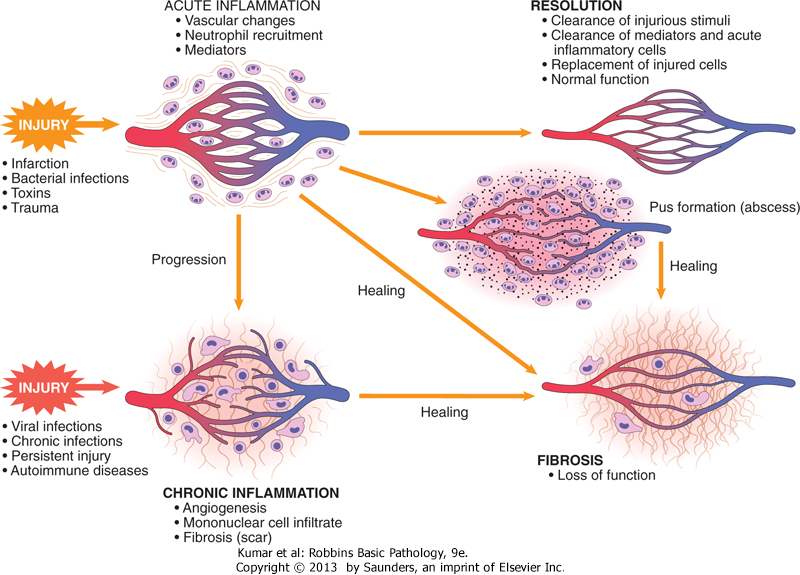 ACUTE INFLAMMATION
• Vascular changes
• Neutrophil recruitment
• Mediators
RESOLUTION
• Clearance of injurious stimuli
• Clearance of mediators and acute
inflammatory cells
• Replacement of injured cells
• Normal function
INJURY
• Infarction
• Bacterial infections
• Toxins
• Trauma
Pus formation (abscess)
Progression
Healing
Healing
INJURY
• Viral infections
• Chronic infections
• Persistent injury
• Autoimmune diseases
Healing
CHRONIC INFLAMMATION
• Angiogenesis
• Mononuclear cell infiltrate
• Fibrosis (scar)
FIBROSIS
• Loss of function
Kumar et al: Robbins Basic Pathology, 9e.
Copyright © 2013 by Saunders, an imprint of Elsevier Inc.